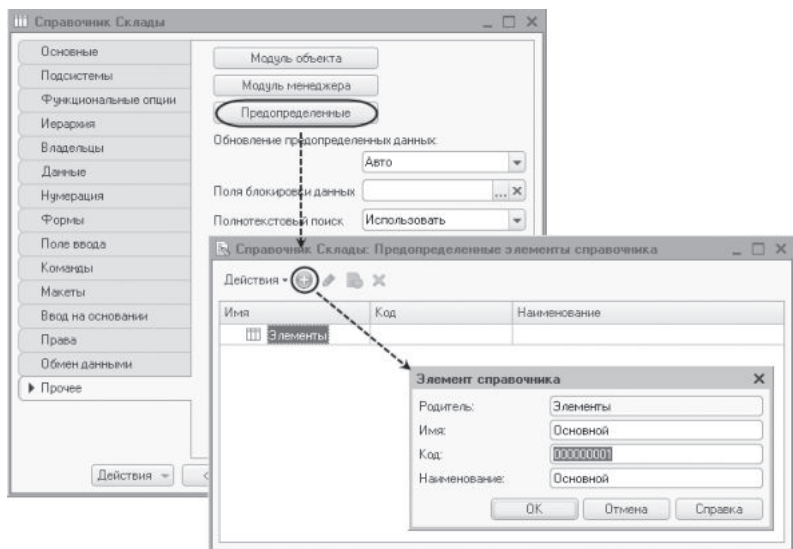 Справочник Склады
Основные
Подсистемы
Функциональные опции
Иерархия
Владельцы
Данные
Нумерация
Формы
Поле ввода
Команды
Макеты
Ввод на основании
Права
Обмен данными
Прочее
Модуль объекта
Модуль менеджера
Предопределенные
Обновление предопределенных данных:
Авто
Поля блокировки данных
Полнотекстовый поиск
Использовать
Действия
Справочник Склады: Предопределенные элементы справочника
Действия
Имя Код Наименование
Элементы
Элемент справочника
Родитель: Элементы
Имя: Основной
Код: 000000001
Наименование: Основной
OK Отмена Справка